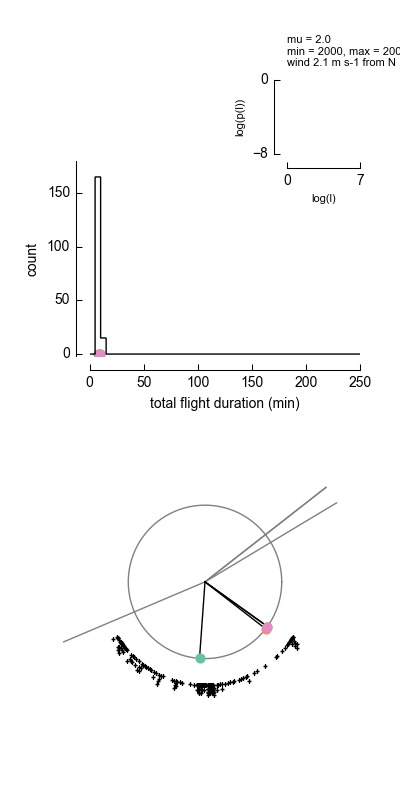 mu = 2.0
min = 2000, max = 200
wind 2.1 m s-1 from N
0
log(p(l))
−8
0 7
log(l)
150
count
100
50
0
0 50 100 150 200 250
total flight duration (min)